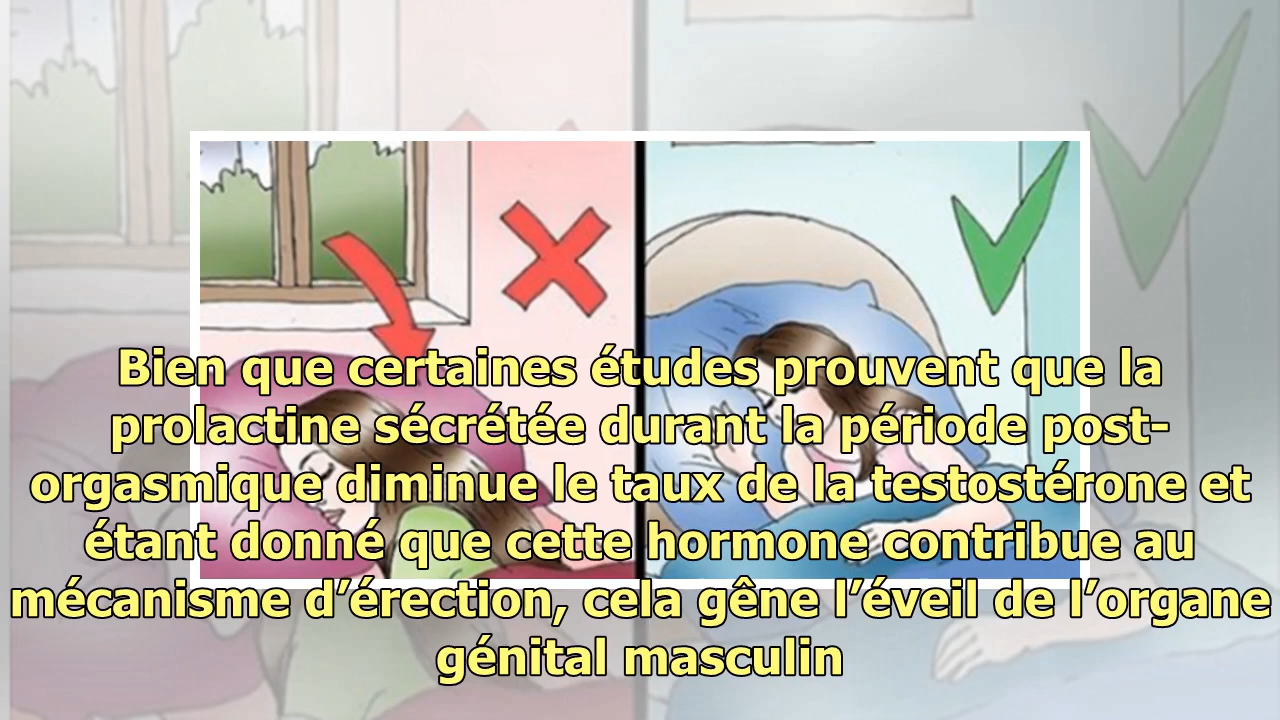 Bien que certaines études prouvent que la
prolactine sécrétée durant la période post-
orgasmique diminue le taux de la testostérone et
étant donné que cette hormone contribue au
mécanisme d’érection, cela gêne l’éveil de l’organe
génital masculin